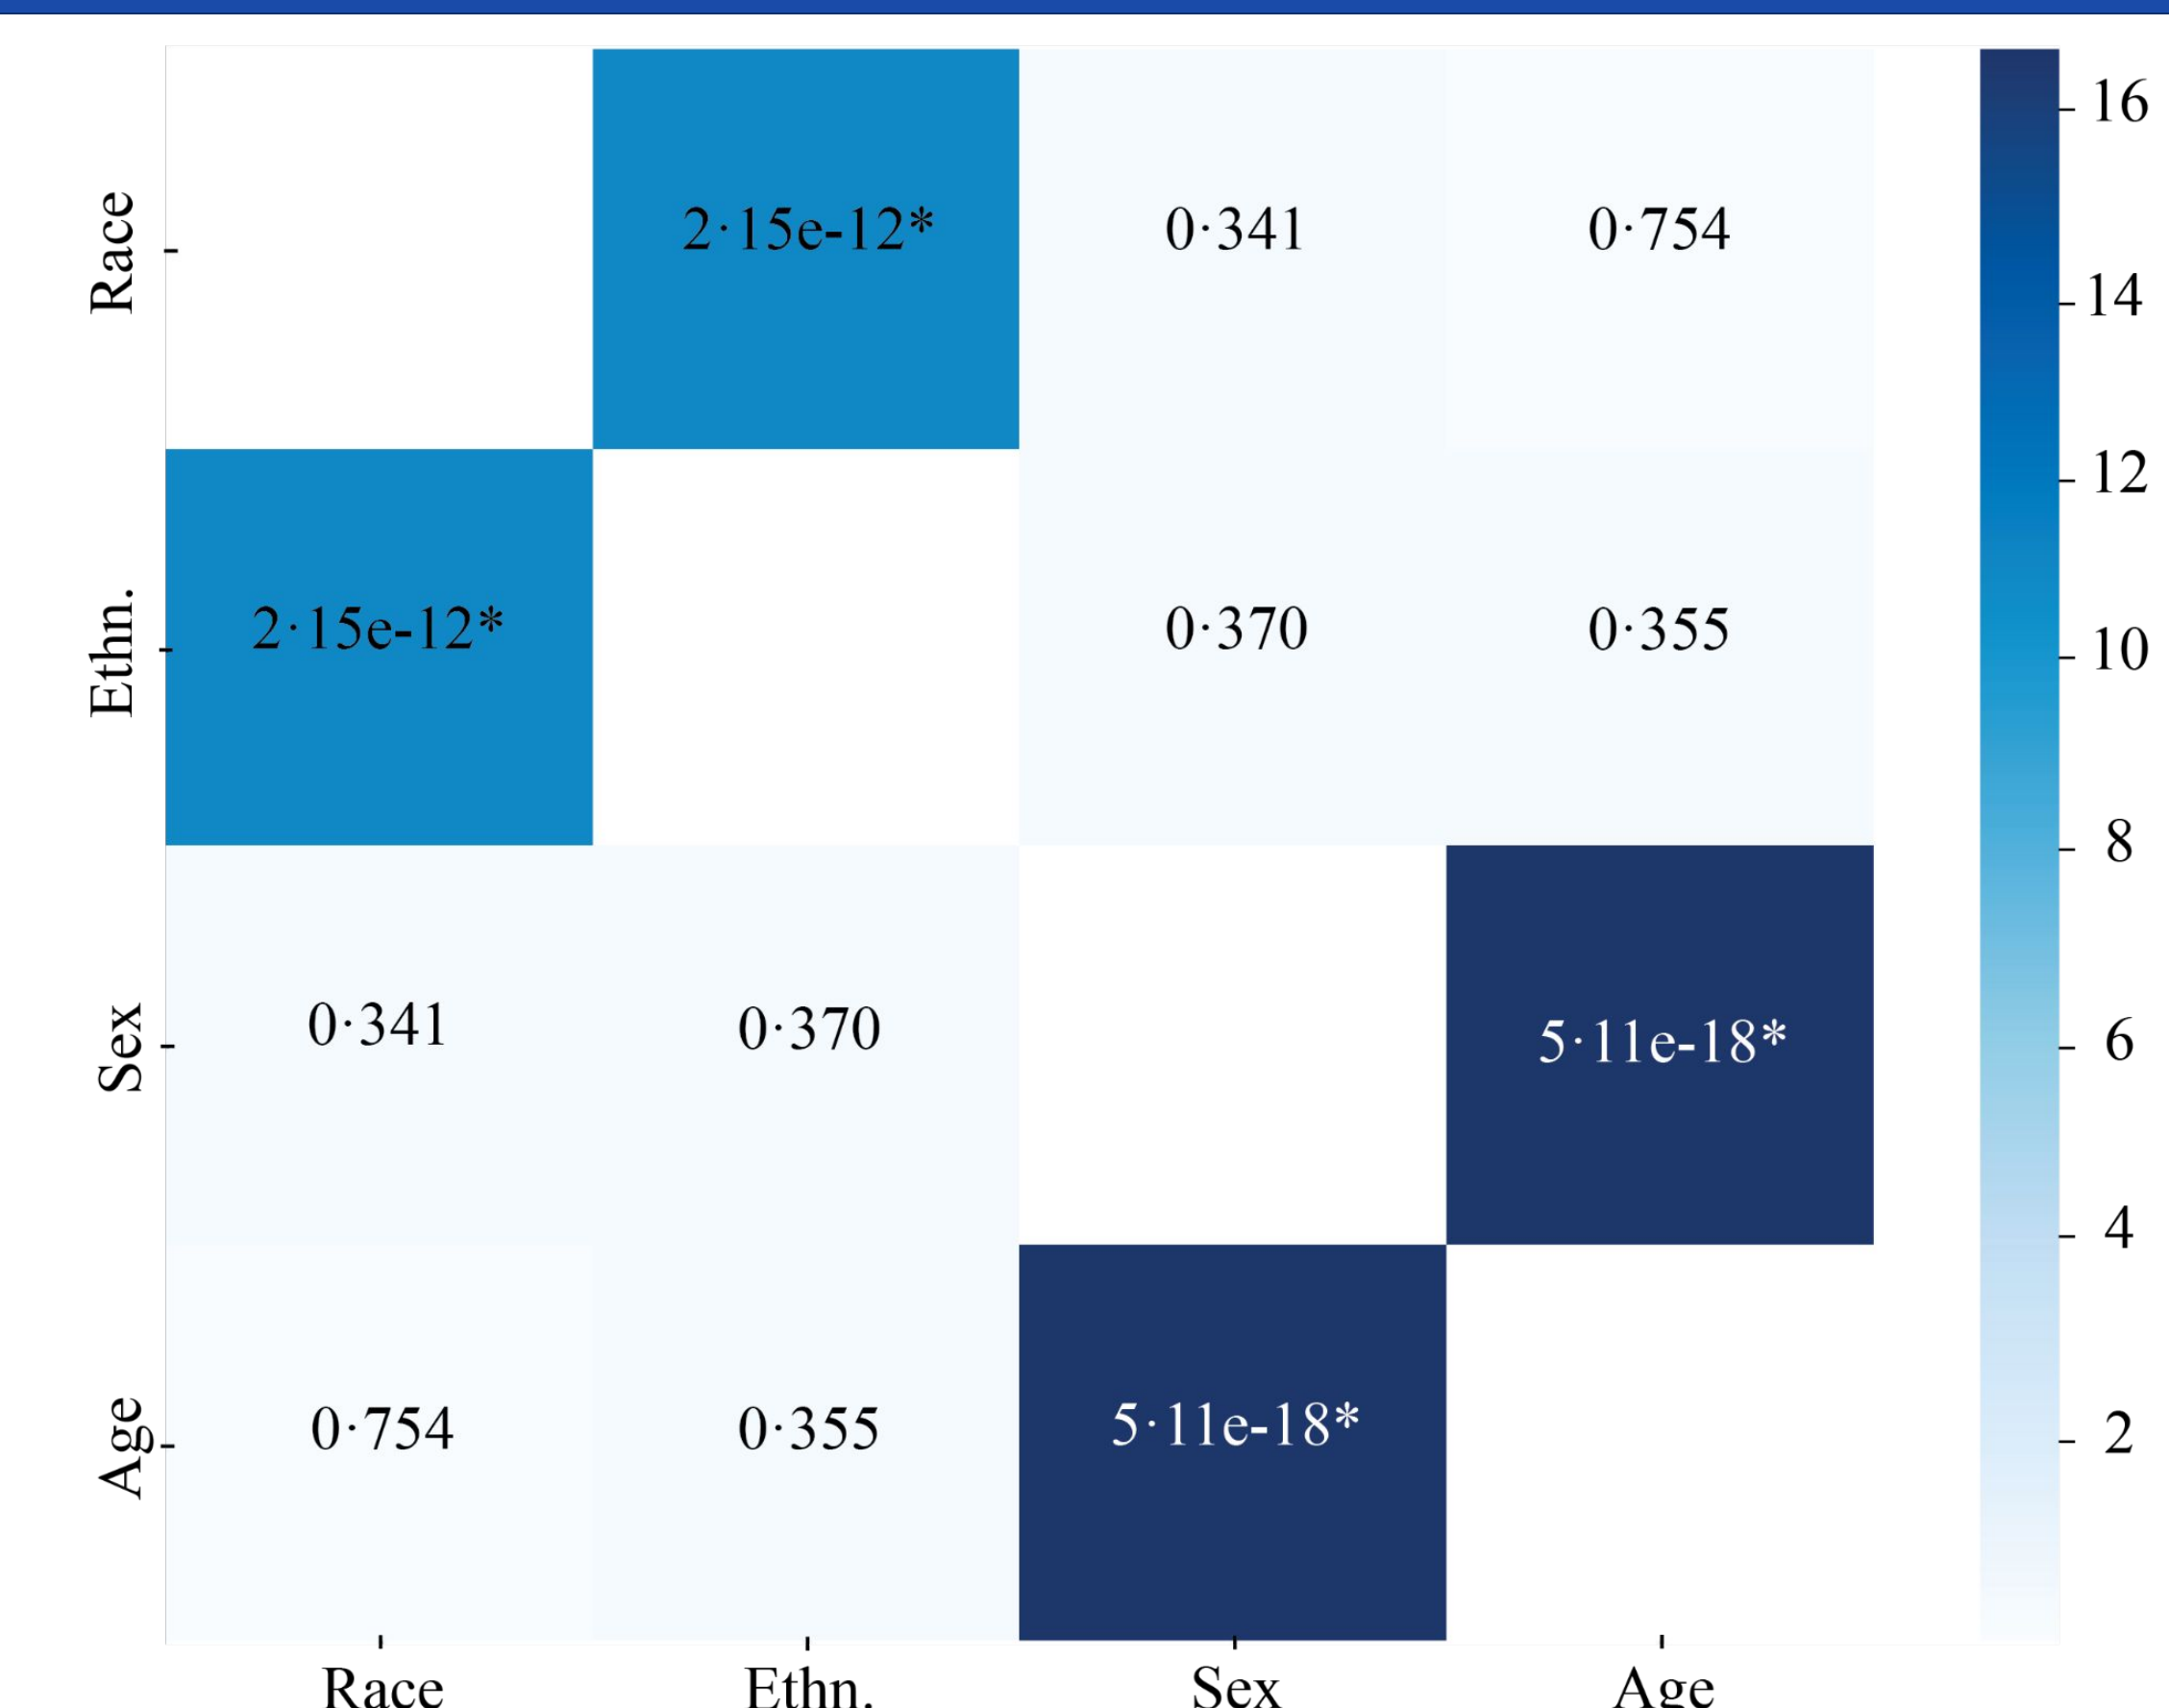 Race
2·15e-12*
0·341
0·754
16
14
12
Ethn.
2·15e-12*
0·370
0·355
10
8
Sex
0·341
0·370
5·11e-18*
6
4
Age
0·754
0·355
5·11e-18*
2
Race
Ethn.
Sex
Age